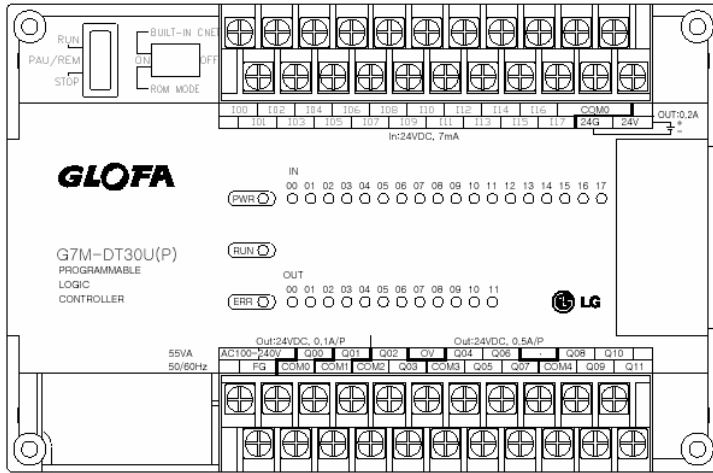 RUN
PAU/REM
STOP
BUILT-IN CNET
ON
OFF
ROM MODE
I00 I02 I04 I06 I08 I10 I12 I14 I16 COM0
I01 I03 I05 I07 I09 I11 I13 I15 I17 24G 24V
OUT:0.2A
+
-
In:24VDC, 7mA
GLOFA
IN
00 01 02 03 04 05 06 07 08 09 10 11 12 13 14 15 16 17
PWR
G7M-DT30U(P)
PROGRAMMABLE
LOGIC
CONTROLLER
RUN
OUT
00 01 02 03 04 05 06 07 08 09 10 11
ERR
LG
Out:24VDC, 0.1A/P
Out:24VDC, 0.5A/P
55VA
50/60Hz
AC100-240V Q00 Q01 Q02 0V Q04 Q06 · Q08 Q10
FG COM0 COM1 COM2 Q03 COM3 Q05 Q07 COM4 Q09 Q11